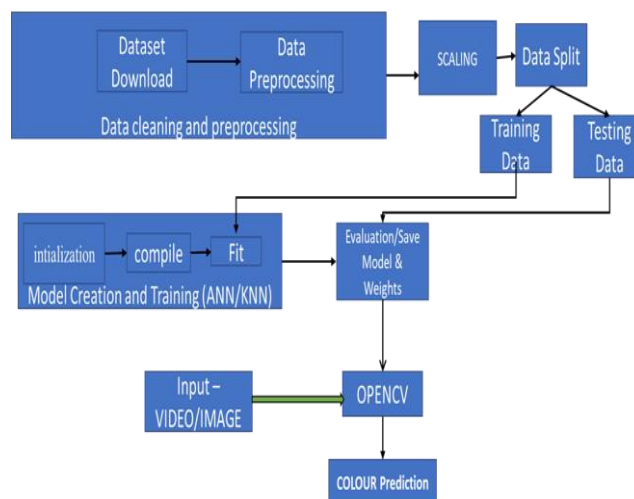 Dataset
Download
Data
Preprocessing
Data cleaning and preprocessing
SCALING
Data Split
Training
Data
Testing
Data
intialization
compile
Fit
Model Creation and Training (ANN/KNN)
Evaluation/Save
Model &
Weights
Input –
VIDEO/IMAGE
OPENCV
COLOUR Prediction